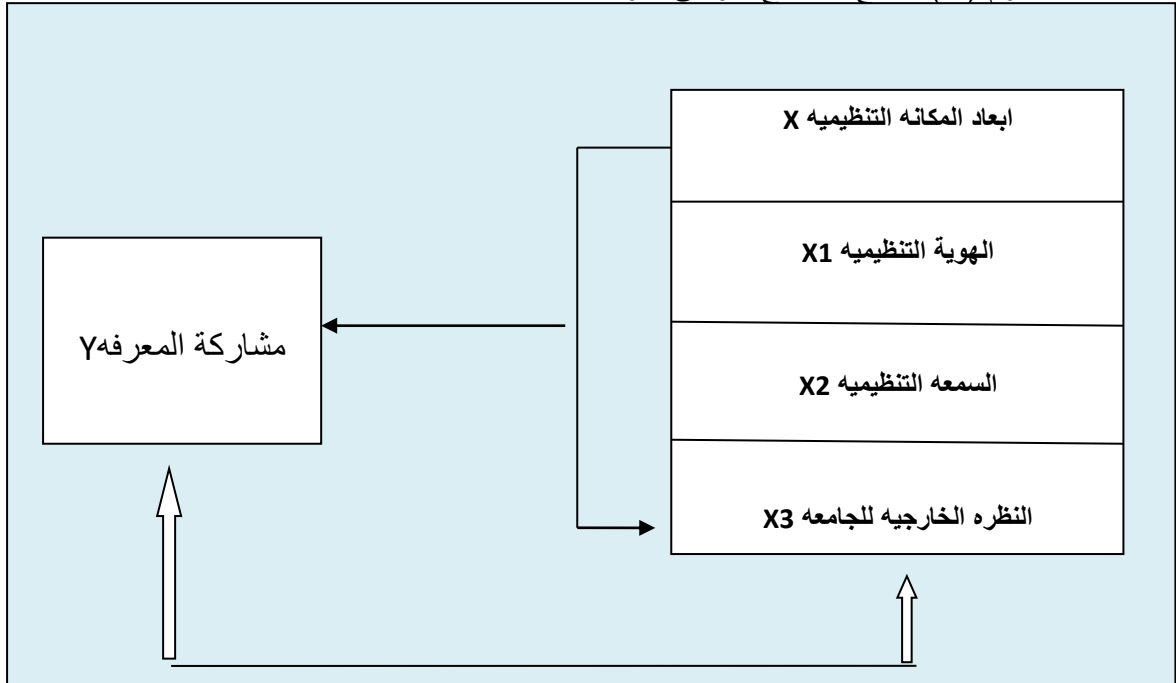 ابعاد المكانه التنظيميه X
الهوية التنظيميه X1
السمعه التنظيميه X2
النظره الخارجيه للجامعه X3
مشاركة المعرفهY